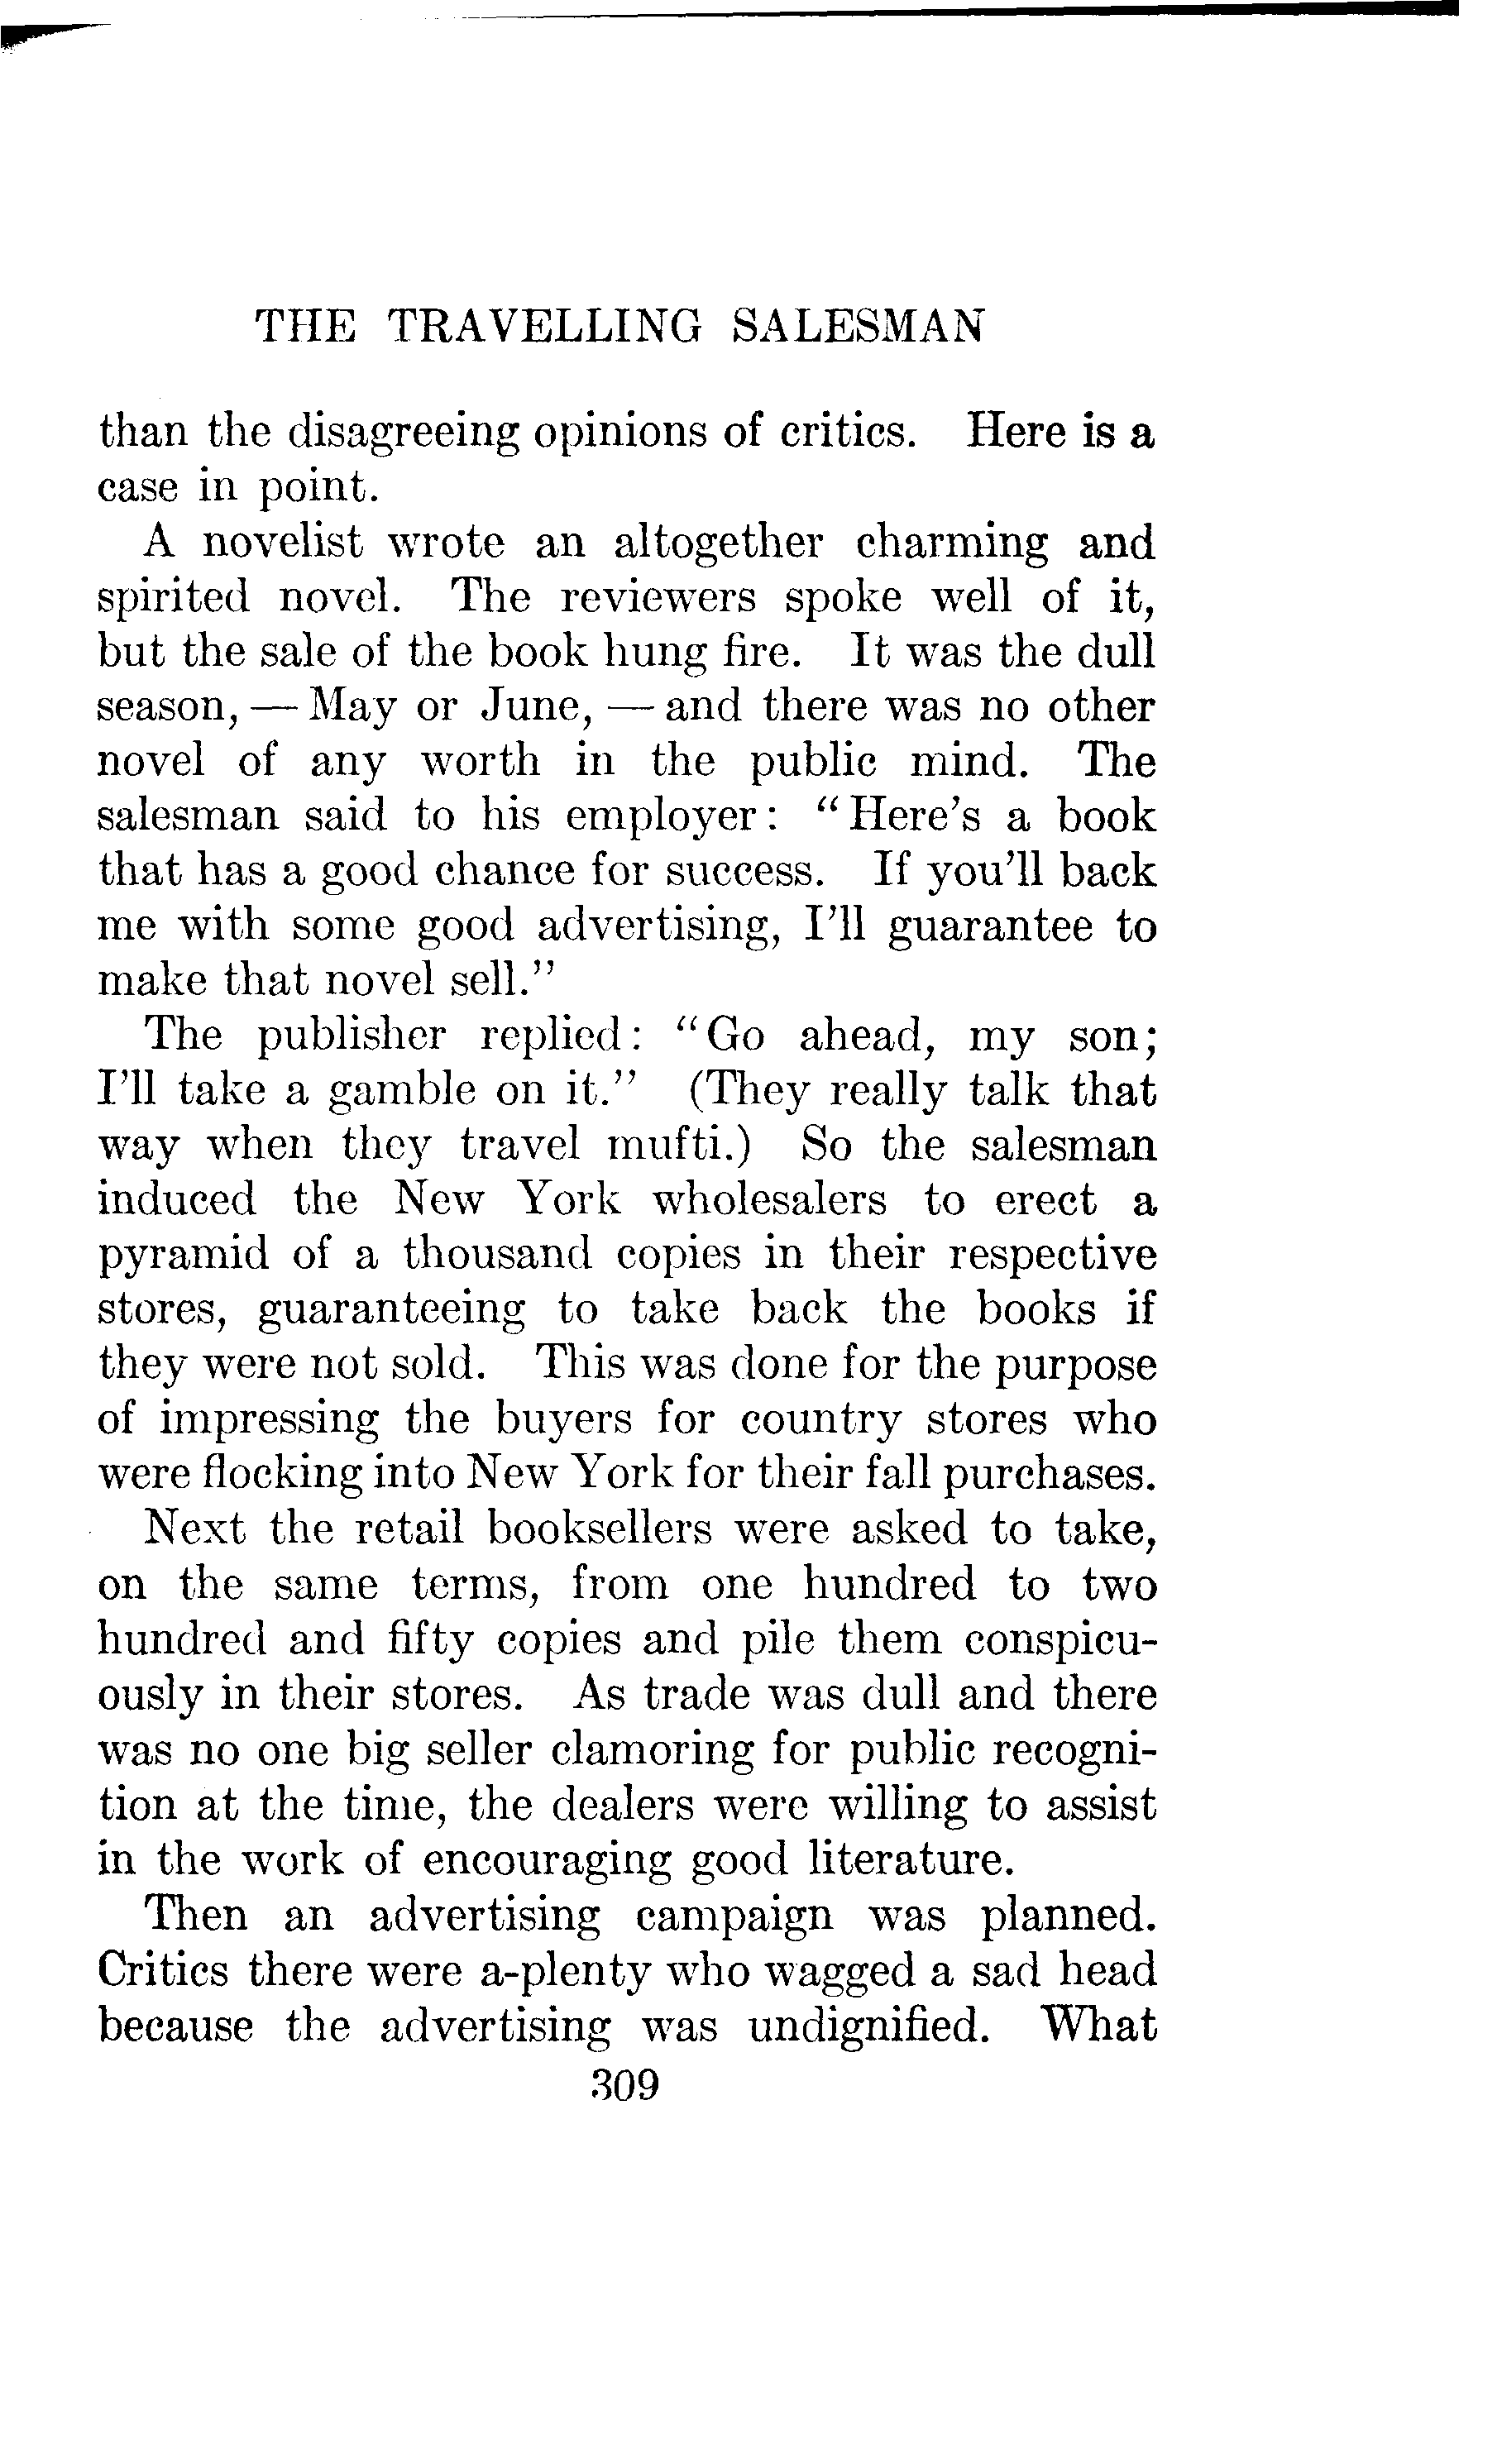 THE TRAVELLING SALESMAN
than the disagreeing opinions of critics. Here is a
case in point.
A novelist wrote an altogether charming and
spirited novel. The reviewers spoke well of it,
but the sale of the book hung fire. It was the dull
season, — May or June, — and there was no other
novel of any worth in the public mind. The
salesman said to his employer: "Here's a book
that has a good chance for success. If you'll back
me with some good advertising, I'll guarantee to
make that novel sell."
The publisher replied: "Go ahead, my son;
I'll take a gamble on it." (They really talk that
way when they travel mufti.) So the salesman
induced the New York wholesalers to erect a
pyramid of a thousand copies in their respective
stores, guaranteeing to take back the books if
they were not sold. This was done for the purpose
of impressing the buyers for country stores who
were flocking into New York for their fall purchases.
Next the retail booksellers were asked to take,
on the same terms, from one hundred to two
hundred and fifty copies and pile them conspicu-
ously in their stores. As trade was dull and there
was no one big seller clamoring for public recogni-
tion at the time, the dealers were willing to assist
in the work of encouraging good literature.
Then an advertising campaign was planned.
Critics there were a-plenty who wagged a sad head
because the advertising was undignified. What
309